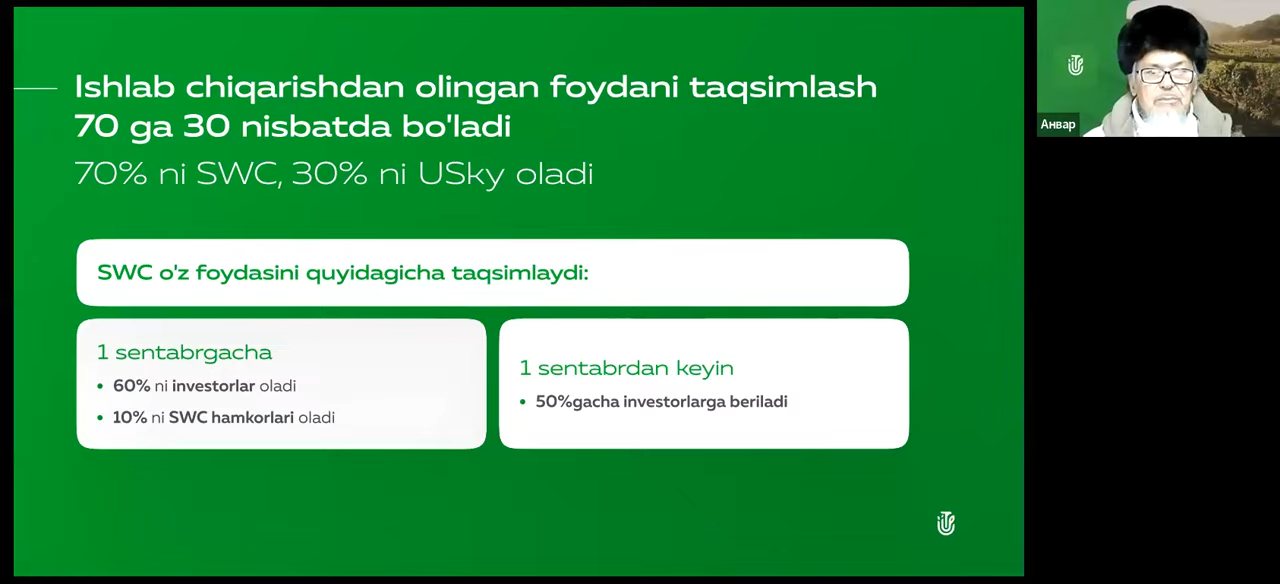 Ishlab chiqarishdan olingan foydani taqsimlash
70 ga 30 nisbatda bo'ladi
70% ni SWC, 30% ni USky oladi
SWC o'z foydasini quyidagicha taqsimlaydi:
1 sentabrgacha
• 60% ni investorlar oladi
• 10% ni SWC hamkorlari oladi
1 sentabrdan keyin
• 50%gacha investorlarga beriladi
Анвар